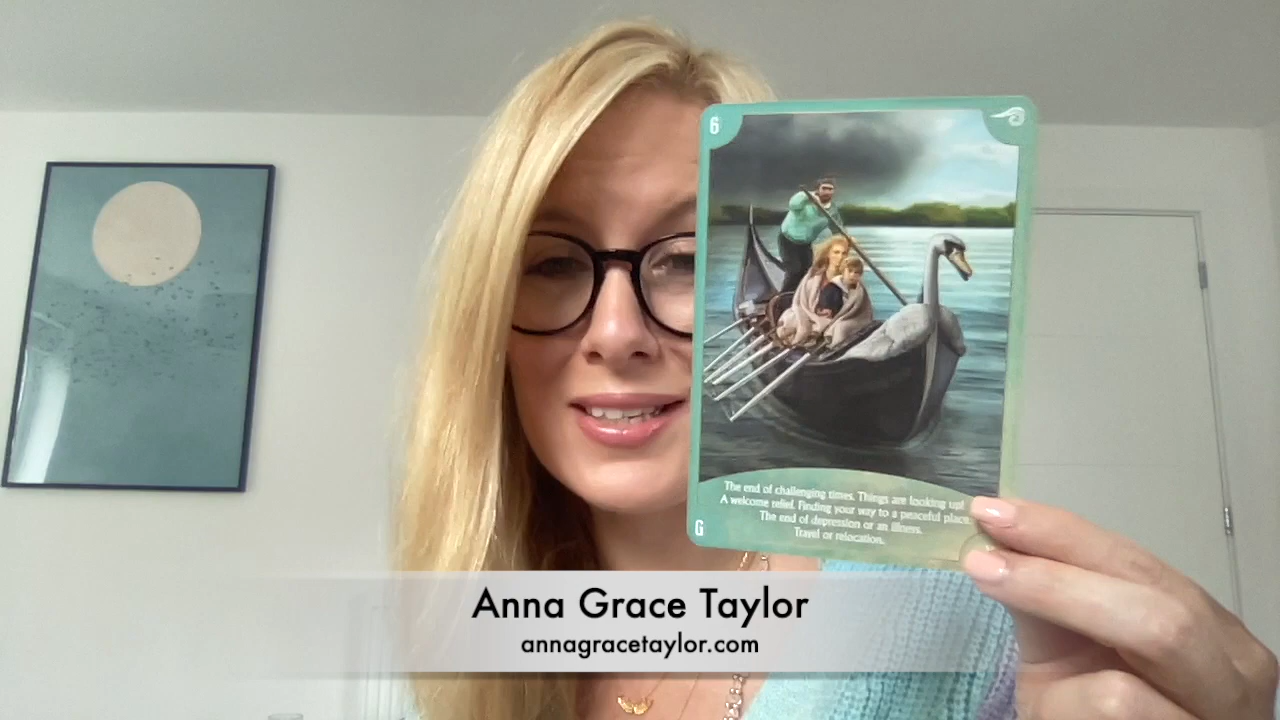 6
The end of challenging times. Things are looking up!
A welcome relief. Finding your way to a peaceful place.
The end of depression or an illness.
Travel or relocation.
G
Anna Grace Taylor
annagracetaylor.com